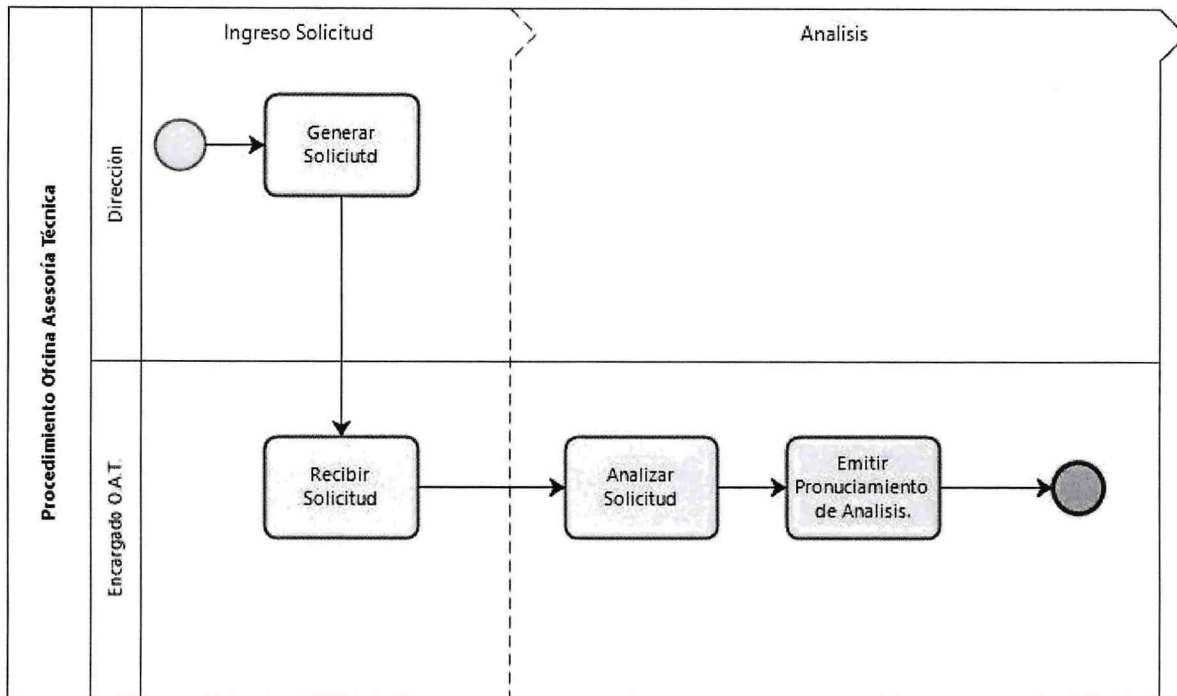 Procedimiento Ofcina Asesoría Técnica
Ingreso Solicitud
Analisis
Dirección
Generar
Soliciutd
Encargado O.A.T.
Recibir
Solicitud
Analizar
Solicitud
Emitir
Pronuciamiento
de Analisis.